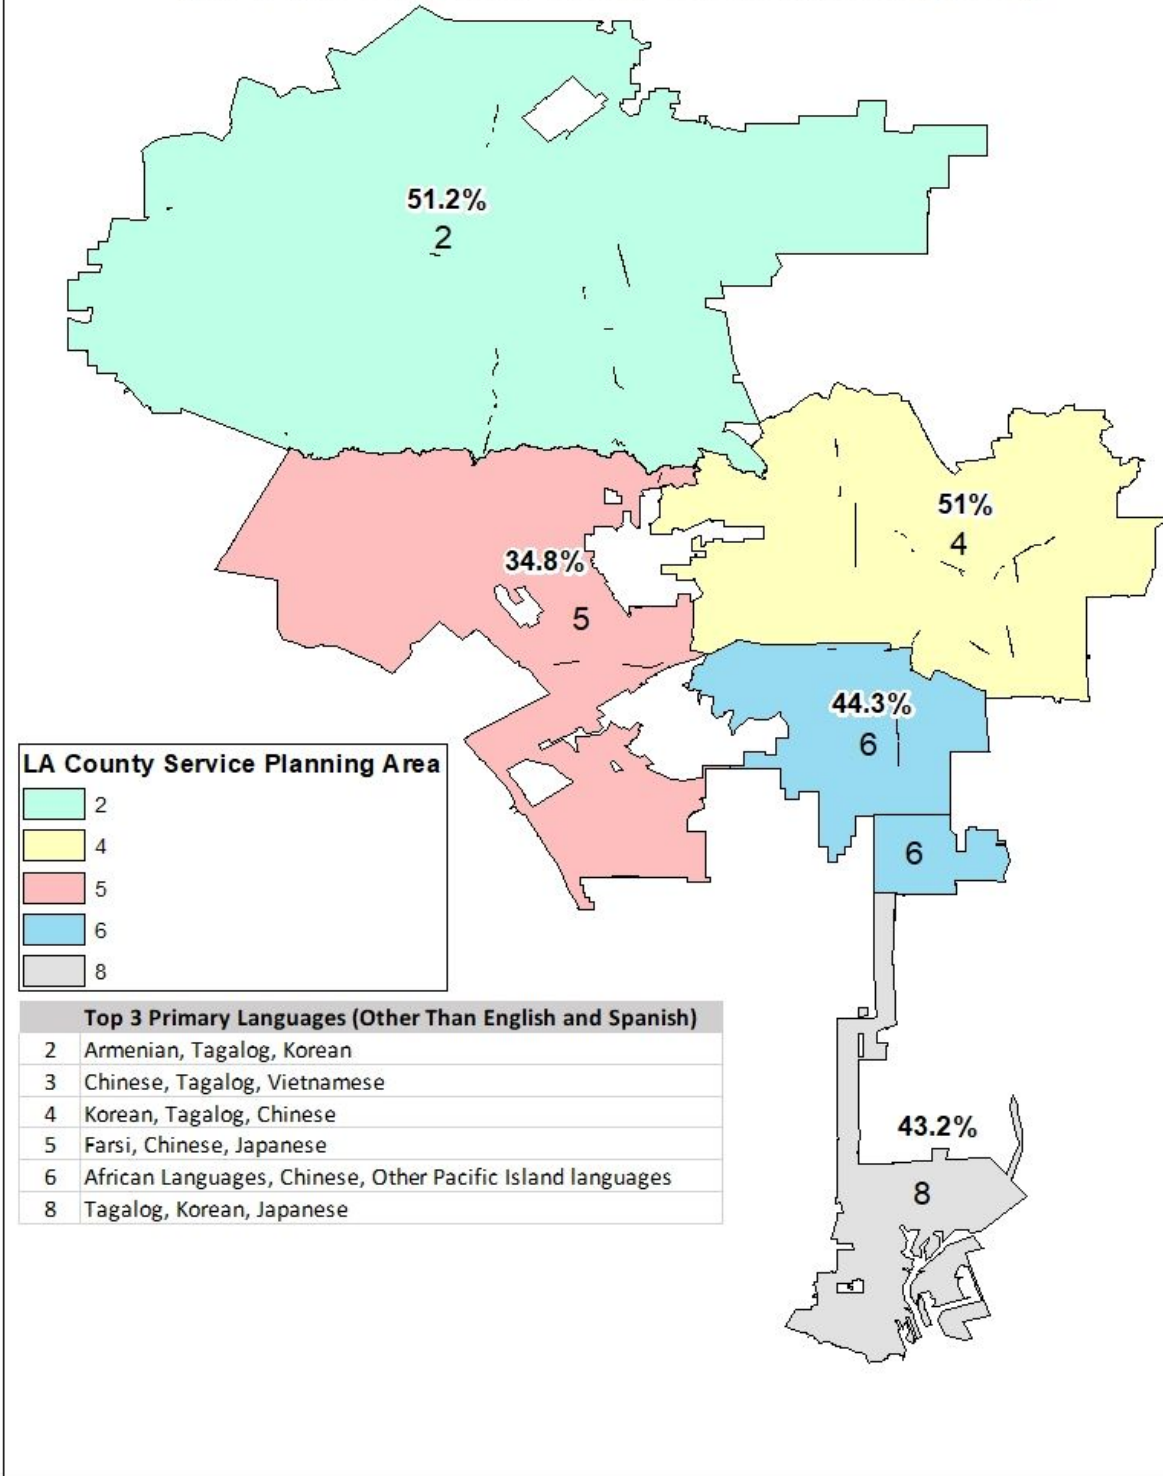 51.2%
2
51%
4
34.8%
5
44.3%
6
6
LA County Service Planning Area
2
4
5
6
8
Top 3 Primary Languages (Other Than English and Spanish)
2 Armenian, Tagalog, Korean
3 Chinese, Tagalog, Vietnamese
4 Korean, Tagalog, Chinese
5 Farsi, Chinese, Japanese
6 African Languages, Chinese, Other Pacific Island languages
8 Tagalog, Korean, Japanese
43.2%
8